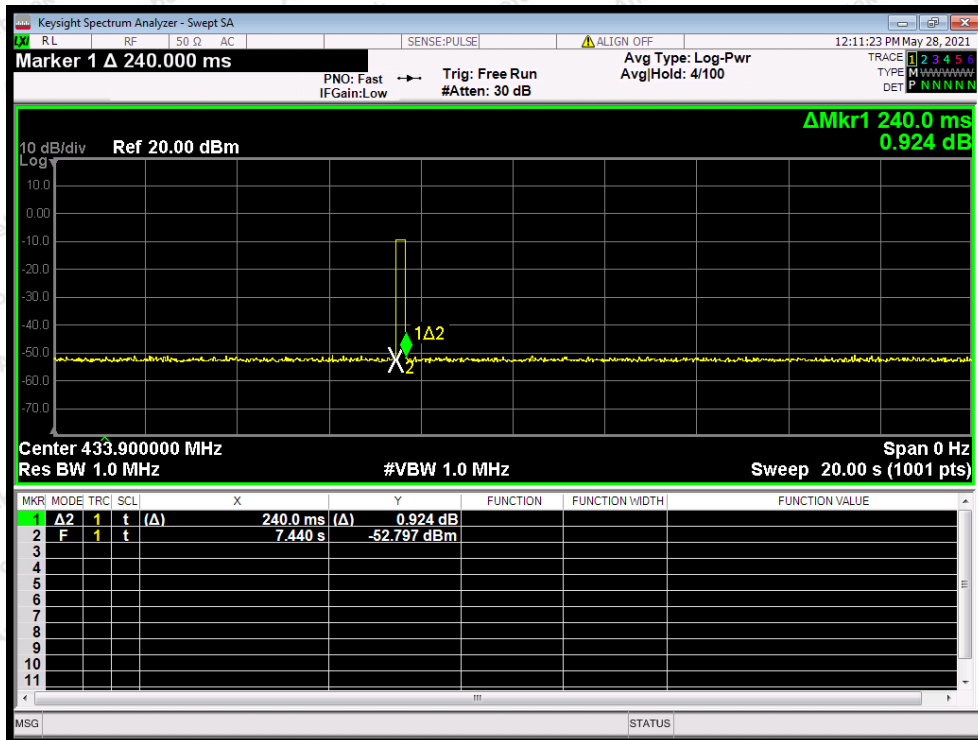 Keysight Spectrum Analyzer - Swept SA
LXI RL RF 50 Ω AC SENSE:PULSE ALIGN OFF 12:11:23 PM May 28, 2021
Marker 1 Δ 240.000 ms
PNO: Fast Trig: Free Run Avg Type: Log-Pwr TRACE 1 2 3 4 5 6
IFGain:Low #Atten: 30 dB Avg|Hold: 4/100 TYPE M WWWWW
DET P N N N N N
ΔMkr1 240.0 ms
0.924 dB
10 dB/div Ref 20.00 dBm
Log
10.0
0.00
-10.0
-20.0
-30.0
-40.0
1Δ2
-50.0
2
-60.0
-70.0
Center 433.900000 MHz Span 0 Hz
Res BW 1.0 MHz #VBW 1.0 MHz Sweep 20.00 s (1001 pts)
MKR MODE TRC SCL X Y FUNCTION FUNCTION WIDTH FUNCTION VALUE
1 Δ2 1 t (Δ) 240.0 ms (Δ) 0.924 dB
2 F 1 t 7.440 s -52.797 dBm
3
4
5
6
7
8
9
10
11
MSG STATUS